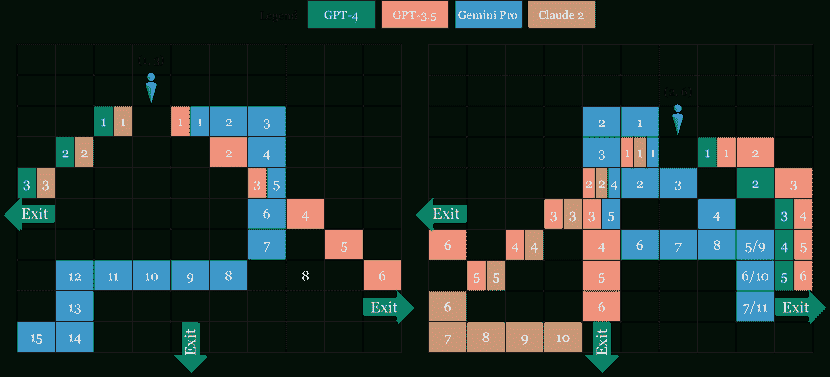 GPT-4 GPT-3.5 Gemini Pro Claude 2
1 1 1 1 2 3
2 2 2 4
3 3 3 5
Exit 6 4
7 5
12 11 10 9 8 8 6
13 Exit
15 14 Exit
2 1
3 1 1 1 1 1 2
2 2 4 2 3 2 3
Exit 3 3 3 5 4 3 4
6 4 4 4 6 7 8 5/9 4 5
5 5 5 6/10 5 6
6 6 7/11 Exit
7 8 9 10 Exit